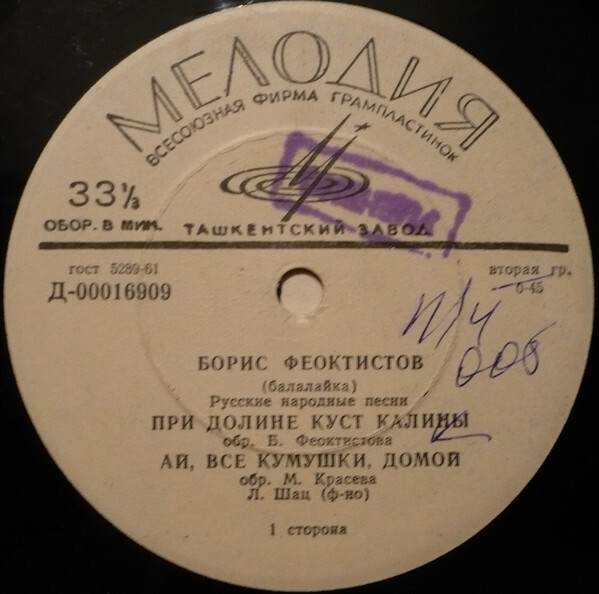 МЕЛОДИЯ
ВСЕСОЮЗНАЯ ФИРМА ГРАМПЛАСТИНОК
33⅓
ОБОР. В МИН.
ТАШКЕНТСКИЙ ЗАВОД
гост 5289-61
Д-00016909
вторая гр.
0-45
БОРИС ФЕОКТИСТОВ
(балалайка)
Русские народные песни
ПРИ ДОЛИНЕ КУСТ КАЛИНЫ
обр. Б. Феоктистова
АЙ, ВСЕ КУМУШКИ, ДОМОЙ
обр. М. Красева
Л. Шац (ф-но)
1 сторона